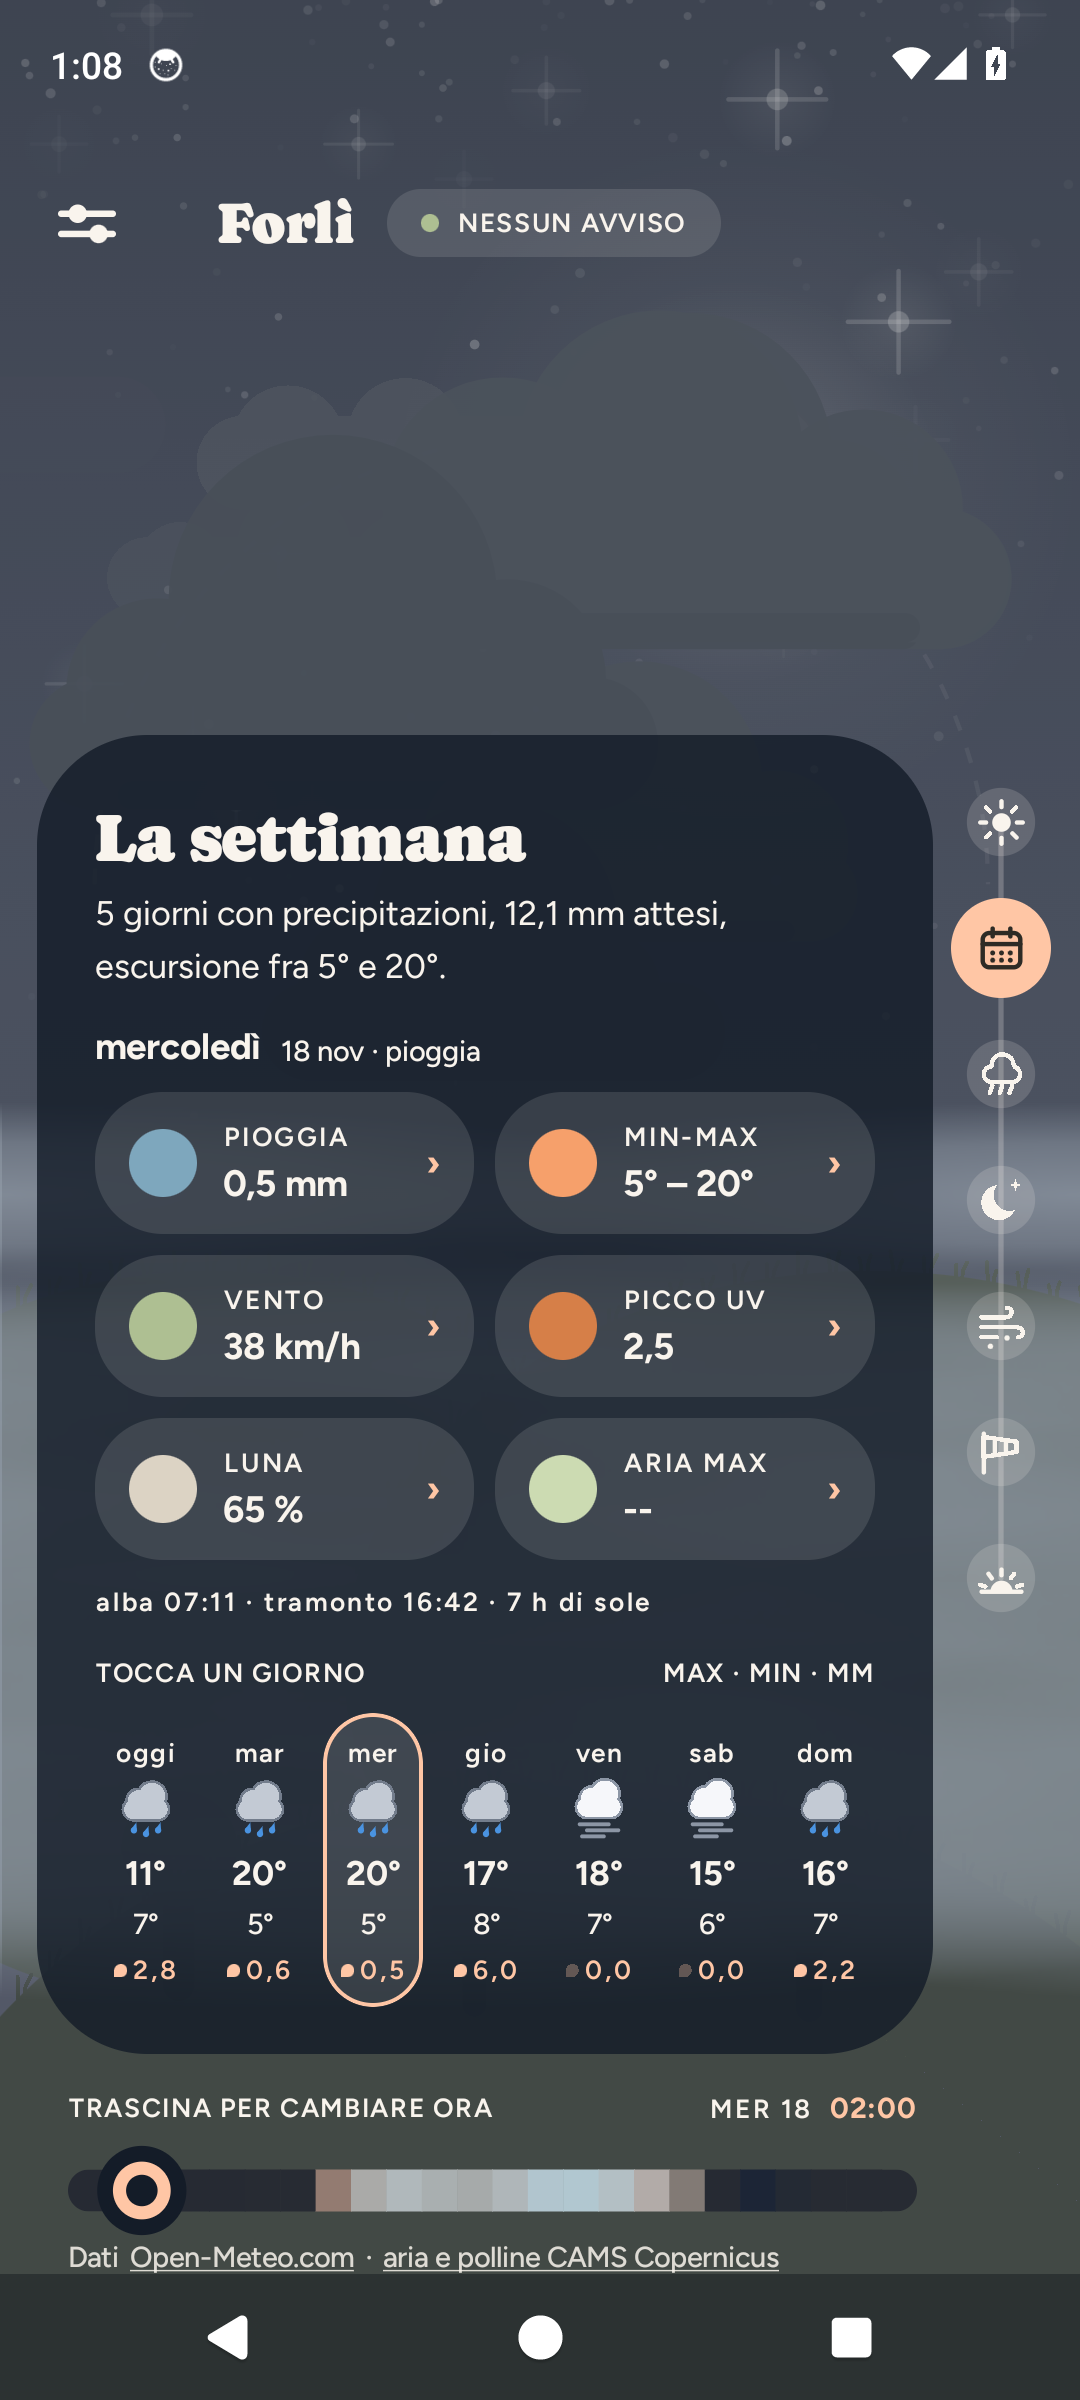 1:08
Forlì
NESSUN AVVISO
La settimana
5 giorni con precipitazioni, 12,1 mm attesi,
escursione fra 5° e 20°.
mercoledì 18 nov · pioggia
PIOGGIA
0,5 mm ›
MIN-MAX
5° – 20° ›
VENTO
38 km/h ›
PICCO UV
2,5 ›
LUNA
65 % ›
ARIA MAX
-- ›
alba 07:11 · tramonto 16:42 · 7 h di sole
TOCCA UN GIORNO MAX · MIN · MM
oggi mar mer gio ven sab dom
11° 20° 20° 17° 18° 15° 16°
7° 5° 5° 8° 7° 6° 7°
2,8 0,6 0,5 6,0 0,0 0,0 2,2
TRASCINA PER CAMBIARE ORA MER 18 02:00
Dati Open-Meteo.com · aria e polline CAMS Copernicus